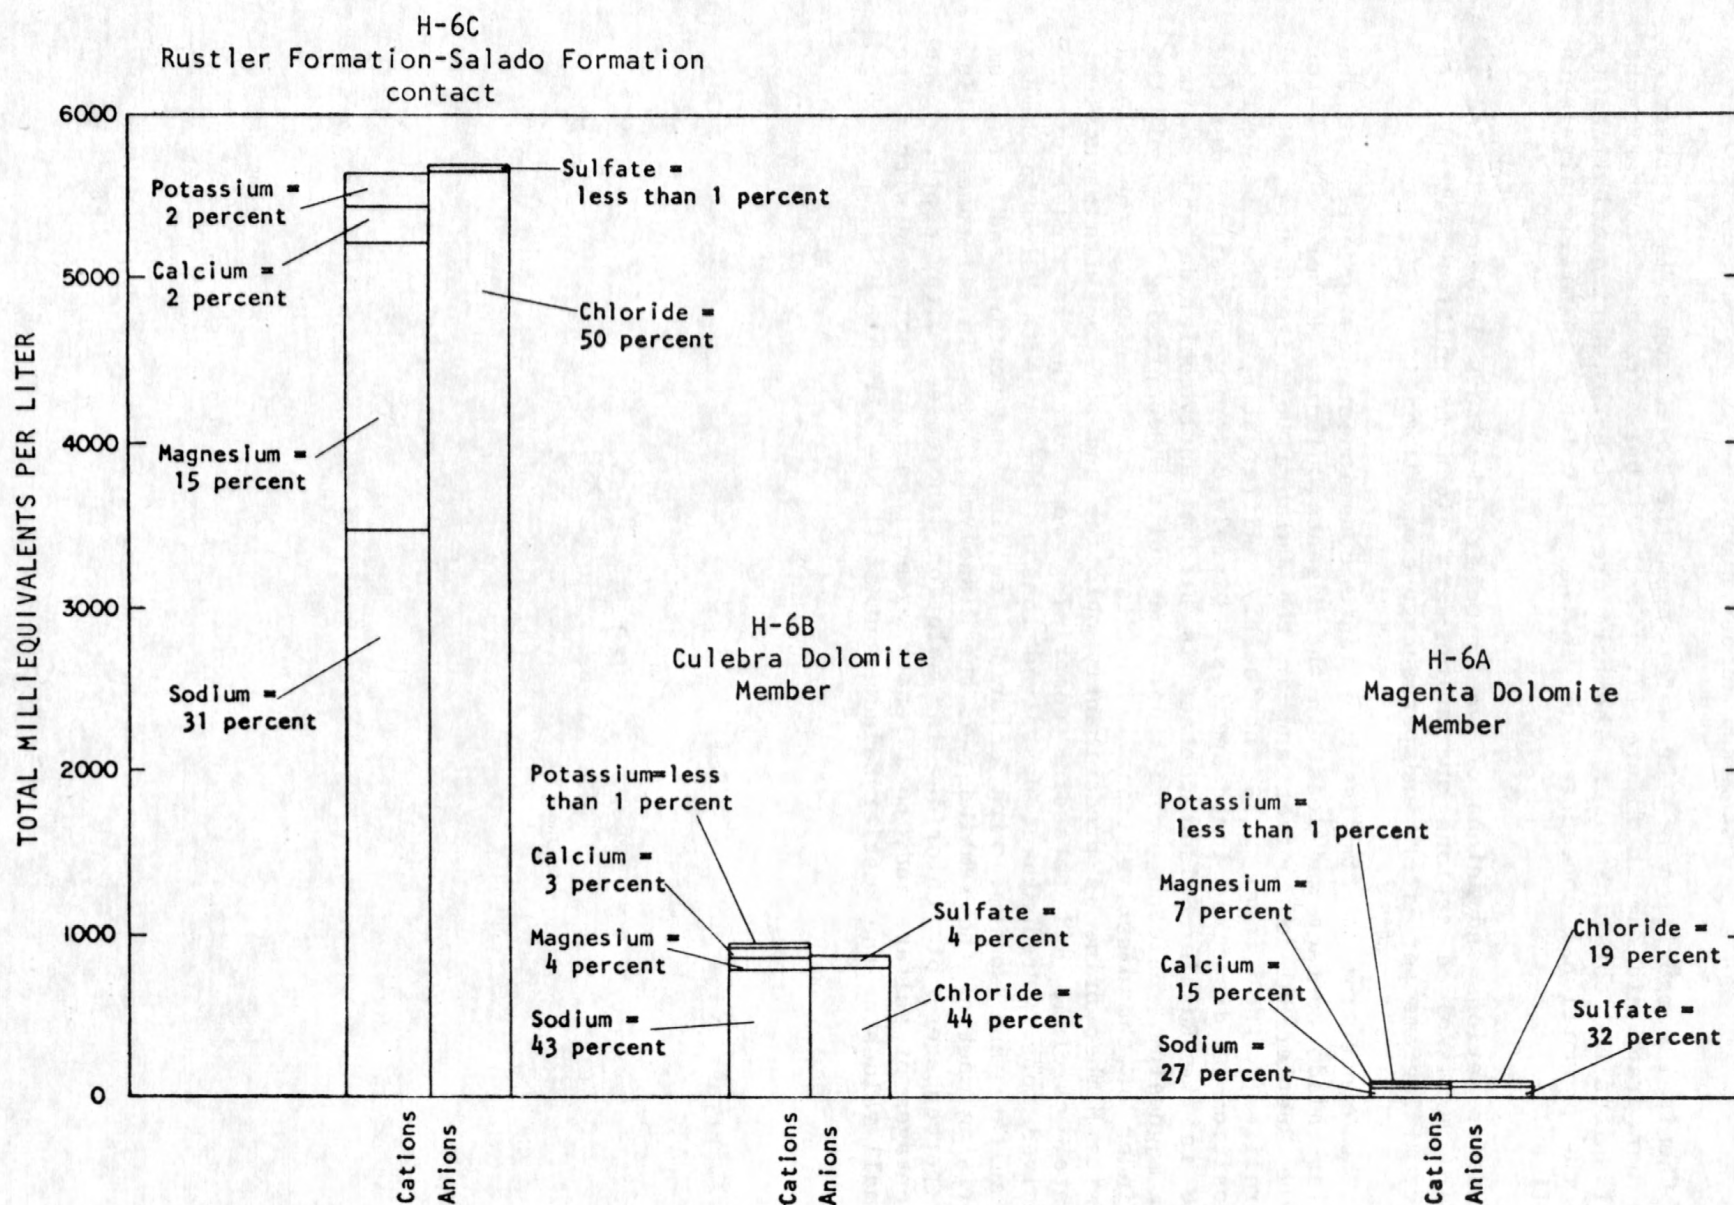 H-6C
Rustler Formation-Salado Formation
contact
TOTAL MILLIEQUIVALENTS PER LITER
6000
5000
4000
3000
2000
1000
0
Potassium =
2 percent
Calcium =
2 percent
Magnesium =
15 percent
Sodium =
31 percent
Sulfate =
less than 1 percent
Chloride =
50 percent
Cations
Anions
H-6B
Culebra Dolomite
Member
Potassium=less
than 1 percent
Calcium =
3 percent
Magnesium =
4 percent
Sodium =
43 percent
Sulfate =
4 percent
Chloride =
44 percent
Cations
Anions
H-6A
Magenta Dolomite
Member
Potassium =
less than 1 percent
Magnesium =
7 percent
Calcium =
15 percent
Sodium =
27 percent
Chloride =
19 percent
Sulfate =
32 percent
Cations
Anions